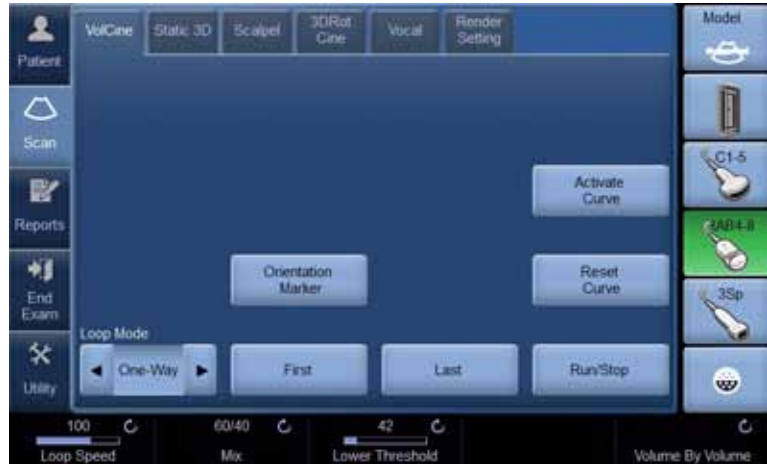 Patient
Scan
Reports
End
Exam
Utility
VolCine
Static 3D
Scalpel
3DRot
Cine
Vocal
Render
Setting
Activate
Curve
Orientation
Marker
Reset
Curve
Loop Mode
One-Way
First
Last
Run/Stop
Model
C1-5
RAB4-8
3Sp
100
60/40
42
Loop Speed
Mix
Lower Threshold
Volume By Volume